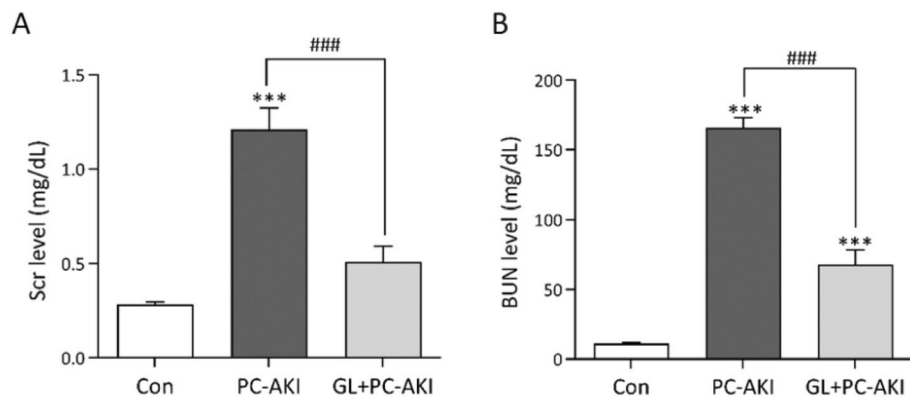 A
###
1.5
***
1.0
0.5
0.0
Scr level (mg/dL)
Con PC-AKI GL+PC-AKI
B
###
200
***
150
100
***
50
0
BUN level (mg/dL)
Con PC-AKI GL+PC-AKI